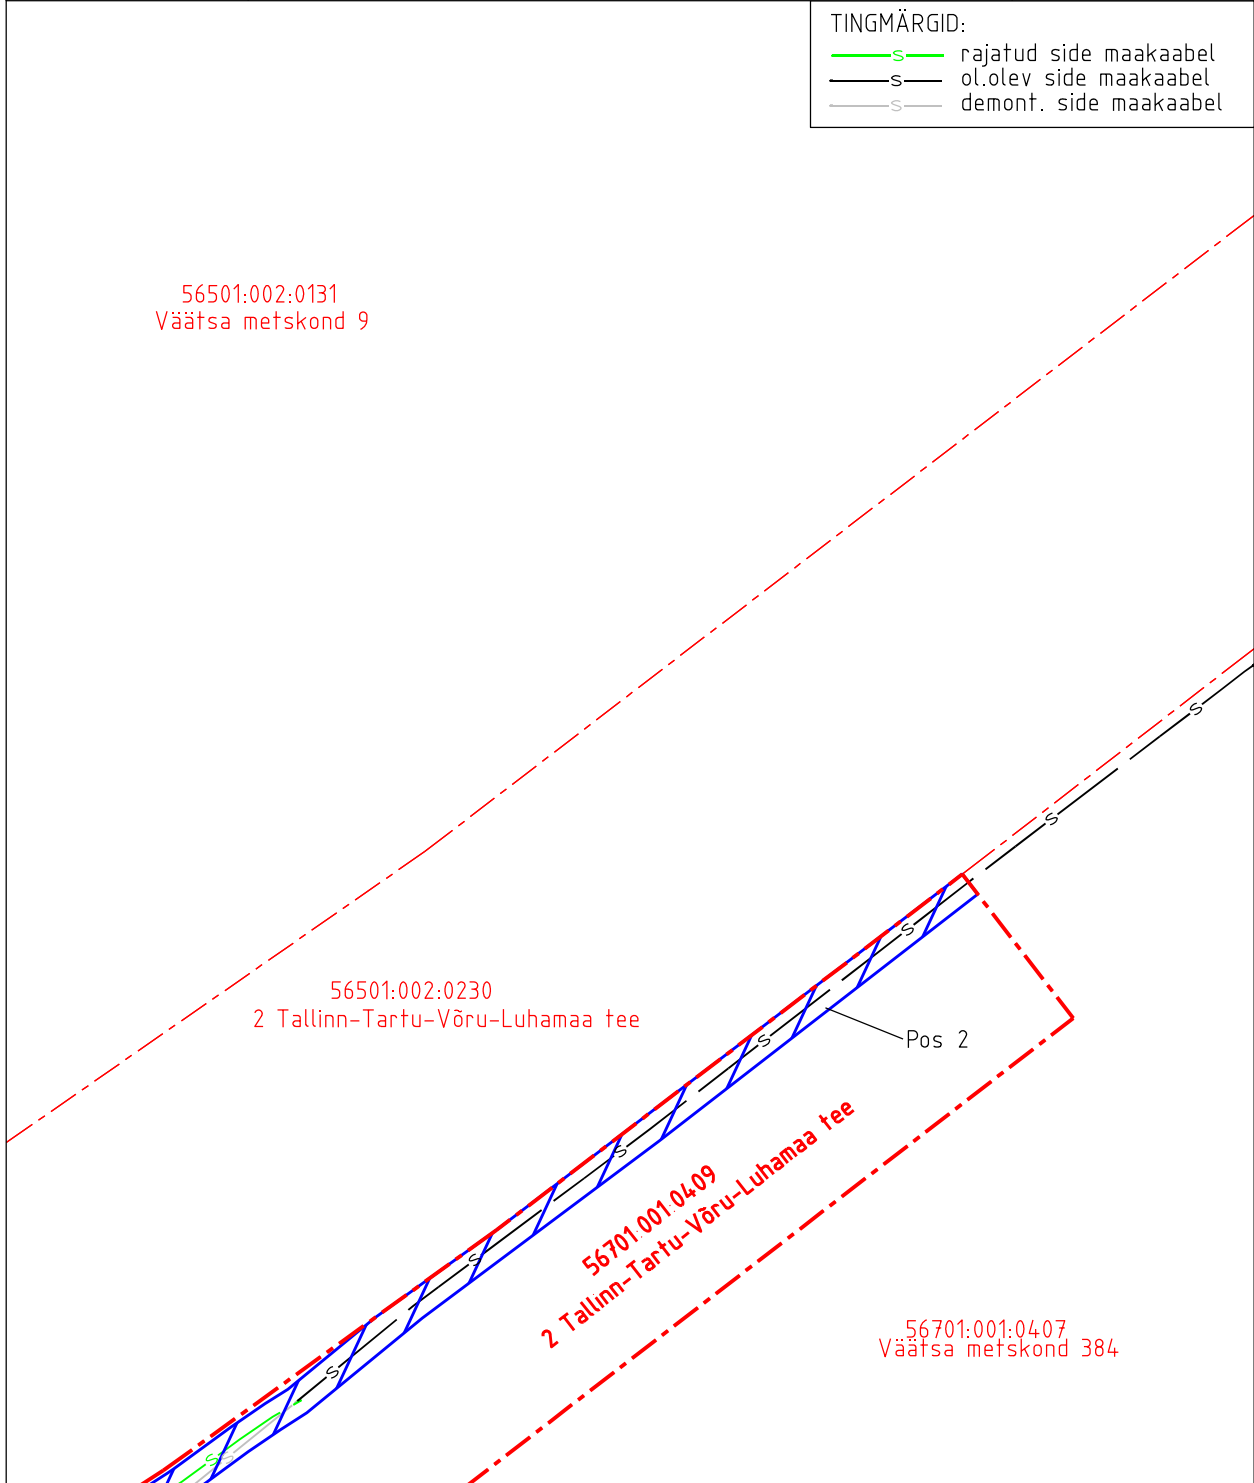 TINGMÄRGID:
S rajatud side maakaabel
S ol.olev side maakaabel
S demont. side maakaabel
56501:002:0131
Väätsa metskond 9
S
S
S
56501:002:0230
2 Tallinn-Tartu-Võru-Luhamaa tee
Pos 2
S
S
56701:001:0409
2 Tallinn-Tartu-Võru-Luhamaa tee
S
56701:001:0407
Väätsa metskond 384
S
S
S